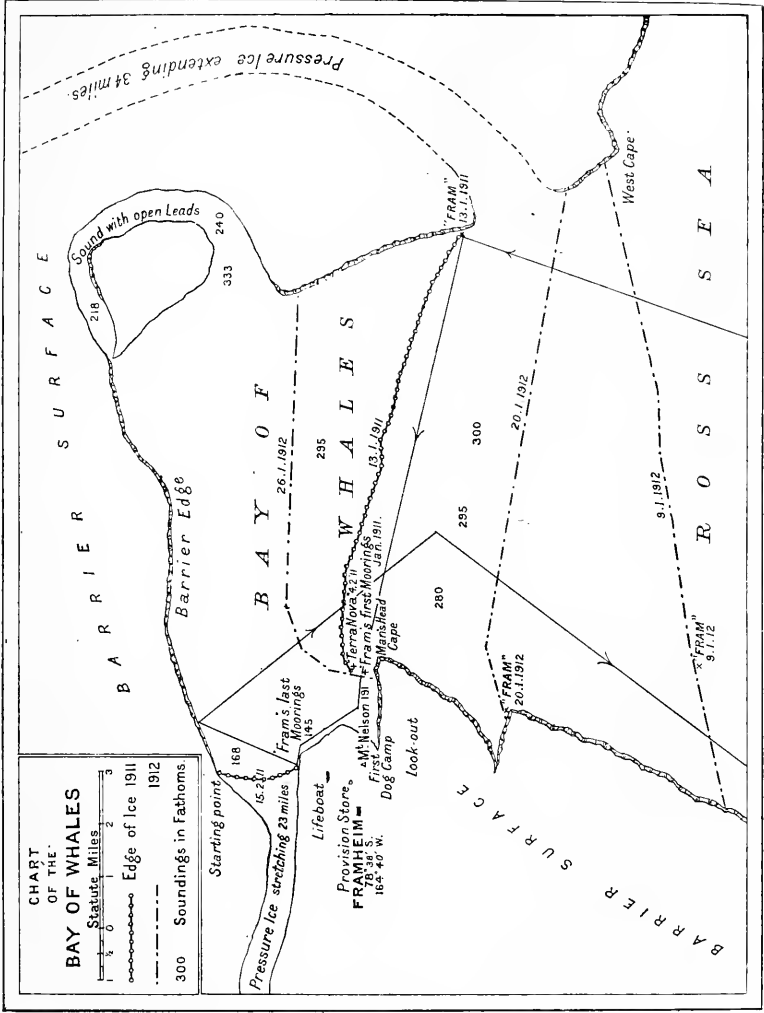 CHART
OF THE
BAY OF WHALES
Statute Miles
1 ½ 0 1 2 3
Edge of Ice 1911
1912
300 Soundings in Fathoms.
Pressure Ice extending 34 miles.
Sound with open Leads
240
333
218
BARRIER SURFACE
Barrier Edge
BAY OF
WHALES
26.1.1912
295
13.1.1911
"FRAM"
13.1.1911
West Cape.
ROSS SEA
300
295
280
20.1.1912
9.1.1912
"FRAM"
9.1.12
"FRAM"
20.1.1912
Terra Nova 4.2.11
Fram's first Moorings
Jan. 1911.
Man's Head
Cape
Mt Nelson 191
First
Dog Camp
Look-out
Fram's last
Moorings
145
168
15.2.11
Starting point
Pressure Ice stretching 23 miles
Lifeboat
Provision Store
FRAMHEIM
78° 38' S.
164° 40' W.
BARRIER SURFACE